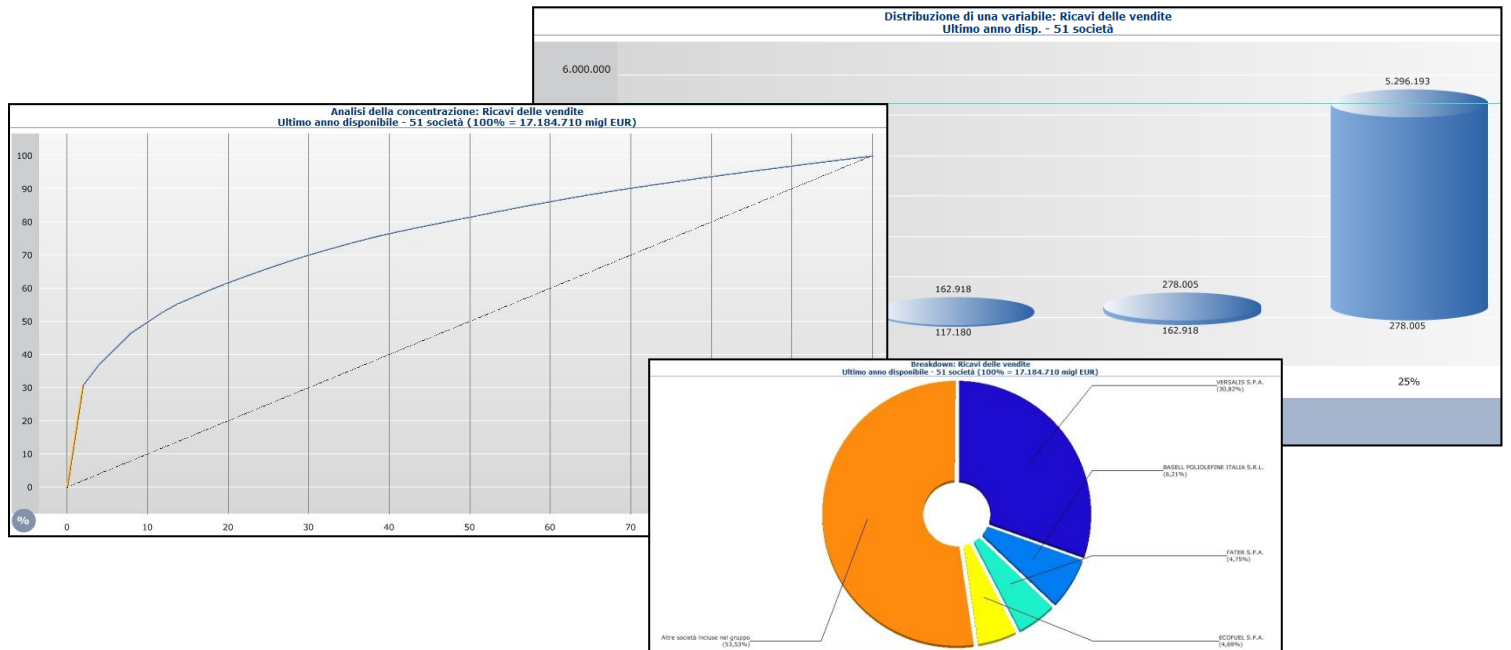 Distribuzione di una variabile: Ricavi delle vendite
Ultimo anno disp. - 51 società
6.000.000
5.296.193
162.918
278.005
117.180
162.918
278.005
25%
Analisi della concentrazione: Ricavi delle vendite
Ultimo anno disponibile - 51 società (100% = 17.184.710 migl EUR)
100
90
80
70
60
50
40
30
20
10
0
%
0 10 20 30 40 50 60 70
Breakdown: Ricavi delle vendite
Ultimo anno disponibile - 51 società (100% = 17.184.710 migl EUR)
VERSALIS S.P.A.
(30,82%)
BASELL POLIOLEFINE ITALIA S.R.L.
(6,21%)
FATER S.P.A.
(4,75%)
ECOFUEL S.P.A.
(4,69%)
Altre società incluse nel gruppo
(53,53%)